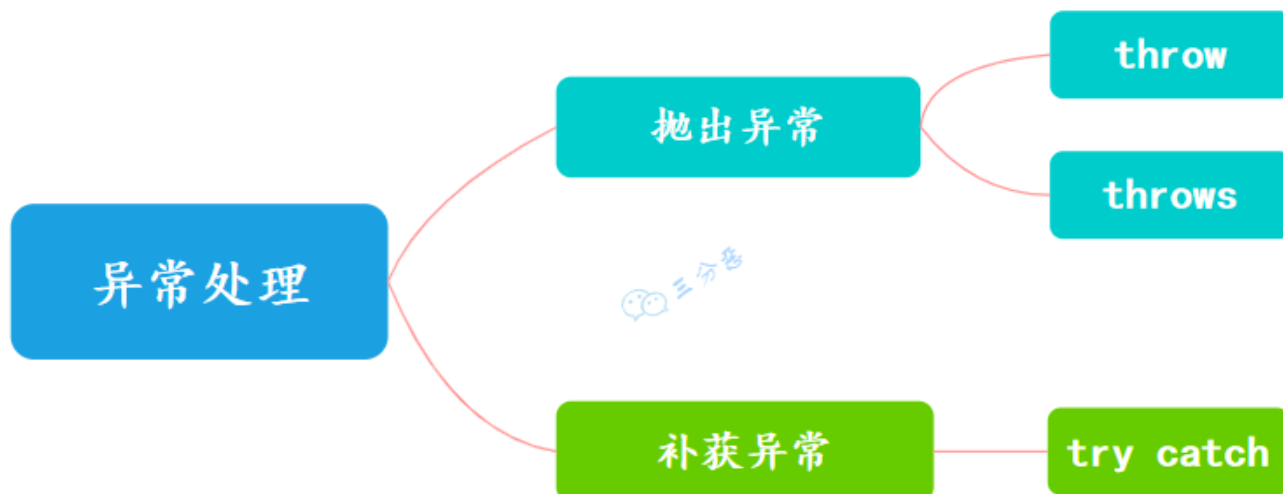 异常处理
抛出异常
throw
throws
三分恶
补获异常
try catch